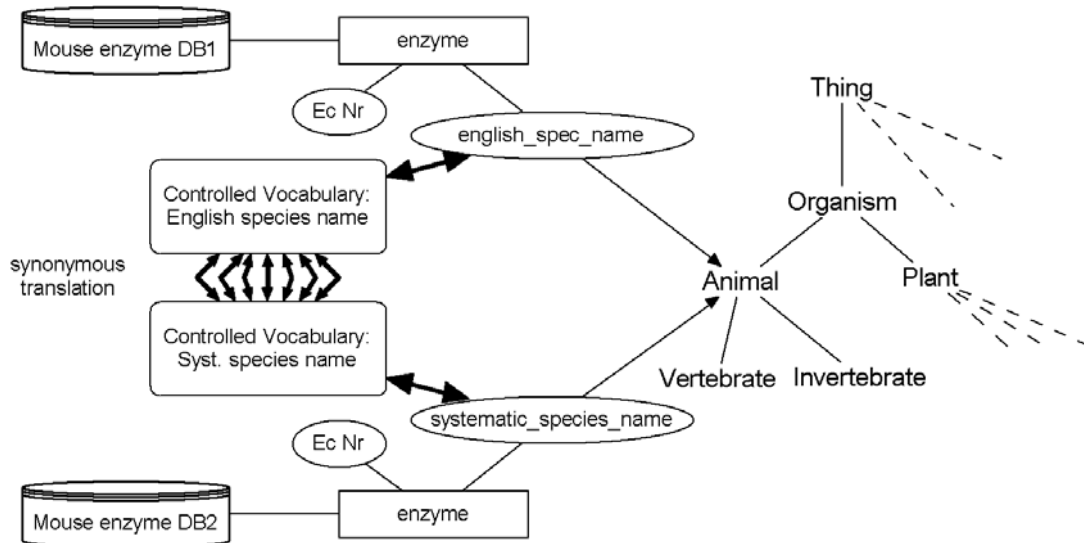 Mouse enzyme DB1
enzyme
Ec Nr
english_spec_name
Thing
Controlled Vocabulary:
English species name
Organism
synonymous
translation
Animal
Plant
Controlled Vocabulary:
Syst. species name
Vertebrate
Invertebrate
systematic_species_name
Ec Nr
Mouse enzyme DB2
enzyme